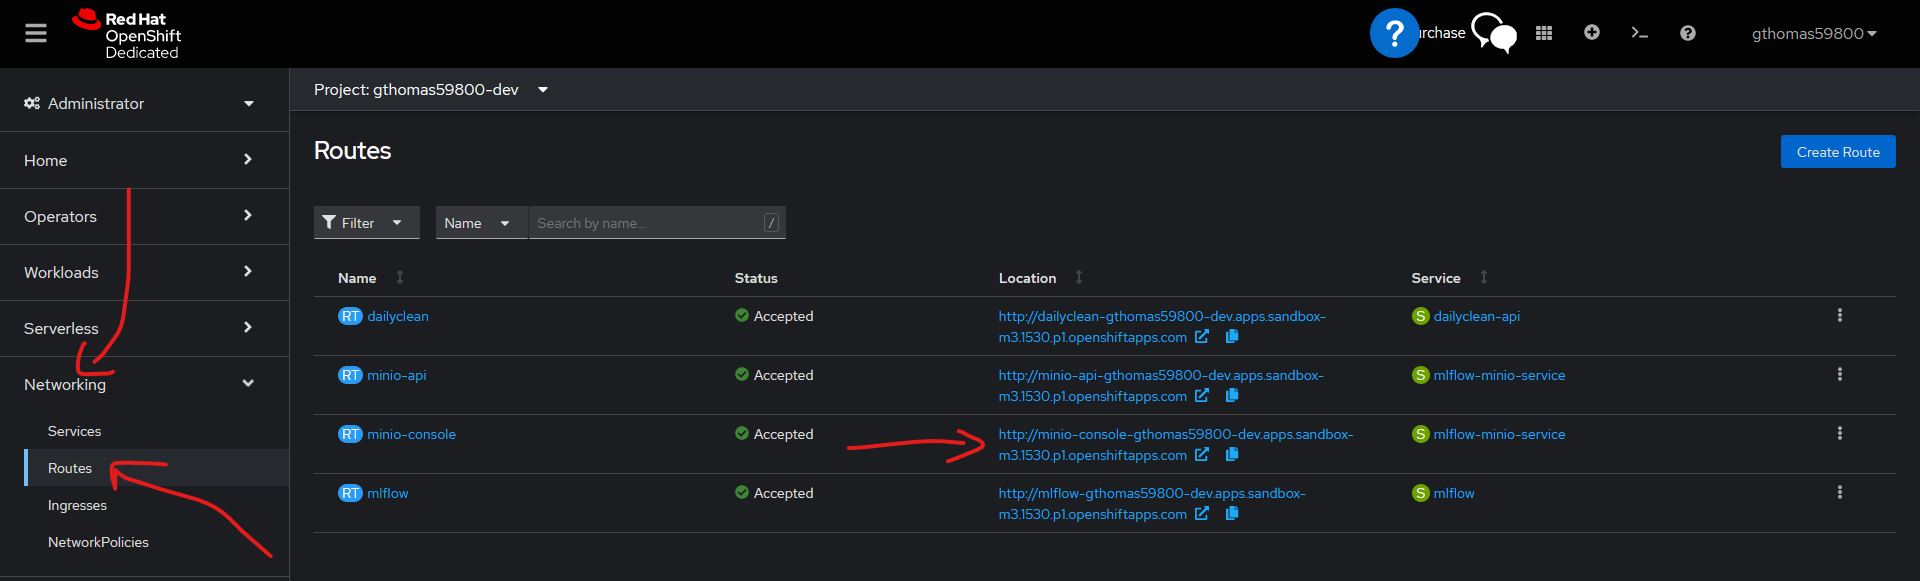 Red Hat
OpenShift
Dedicated
? rchase
gthomas59800
Administrator
Home
Operators
Workloads
Serverless
Networking
Services
Routes
Ingresses
NetworkPolicies
Project: gthomas59800-dev
Routes
Create Route
Filter Name Search by name... /
Name Status Location Service
RT dailyclean Accepted http://dailyclean-gthomas59800-dev.apps.sandbox-
m3.1530.p1.openshiftapps.com S dailyclean-api
RT minio-api Accepted http://minio-api-gthomas59800-dev.apps.sandbox-
m3.1530.p1.openshiftapps.com S mlflow-minio-service
RT minio-console Accepted http://minio-console-gthomas59800-dev.apps.sandbox-
m3.1530.p1.openshiftapps.com S mlflow-minio-service
RT mlflow Accepted http://mlflow-gthomas59800-dev.apps.sandbox-
m3.1530.p1.openshiftapps.com S mlflow